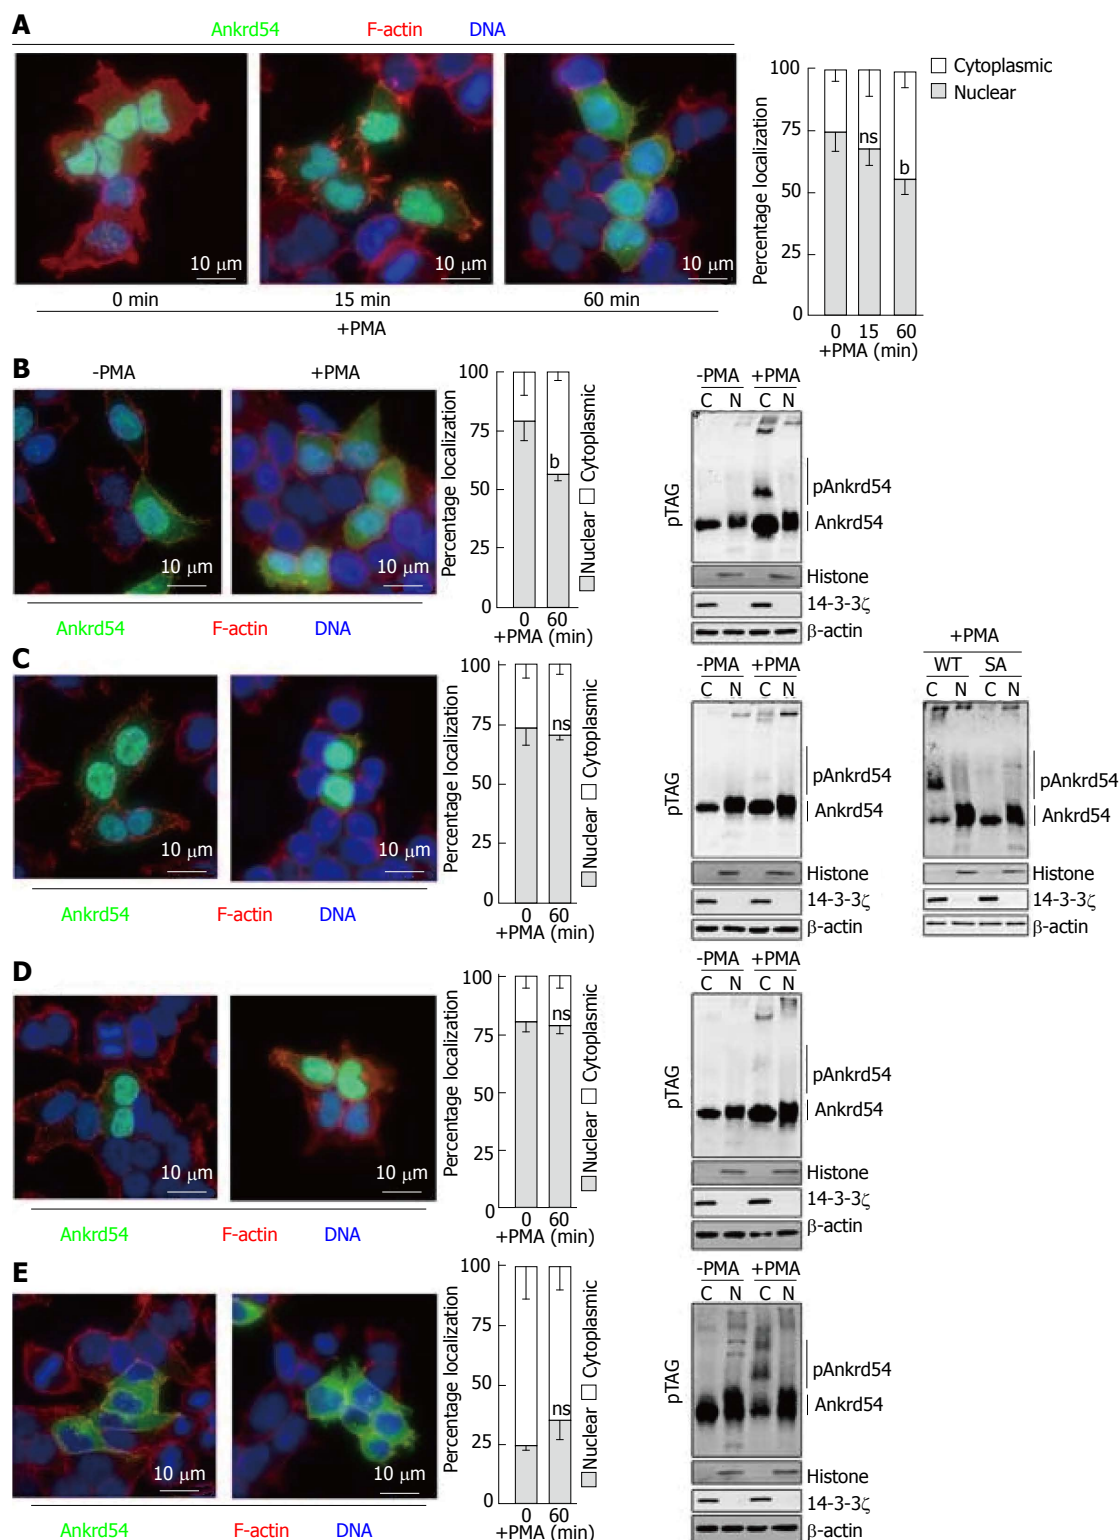 A
Ankrd54 F-actin DNA
10 μm 10 μm 10 μm
0 min 15 min 60 min
+PMA
Percentage localization
100
75
50
25
0
ns
b
0 15 60
+PMA (min)
Cytoplasmic
Nuclear
B
-PMA +PMA
10 μm 10 μm
Ankrd54 F-actin DNA
Percentage localization
100
75
50
25
0
b
0 60
+PMA (min)
Nuclear Cytoplasmic
-PMA +PMA
C N C N
pTAG
pAnkrd54
Ankrd54
Histone
14-3-3ζ
β-actin
C
10 μm 10 μm
Ankrd54 F-actin DNA
Percentage localization
100
75
50
25
0
ns
0 60
+PMA (min)
Nuclear Cytoplasmic
-PMA +PMA
C N C N
pTAG
pAnkrd54
Ankrd54
Histone
14-3-3ζ
β-actin
+PMA
WT SA
C N C N
pAnkrd54
Ankrd54
Histone
14-3-3ζ
β-actin
D
10 μm 10 μm
Ankrd54 F-actin DNA
Percentage localization
100
75
50
25
0
ns
0 60
+PMA (min)
Nuclear Cytoplasmic
-PMA +PMA
C N C N
pTAG
pAnkrd54
Ankrd54
Histone
14-3-3ζ
β-actin
E
10 μm 10 μm
Ankrd54 F-actin DNA
Percentage localization
100
75
50
25
0
ns
0 60
+PMA (min)
Nuclear Cytoplasmic
-PMA +PMA
C N C N
pTAG
pAnkrd54
Ankrd54
Histone
14-3-3ζ
β-actin